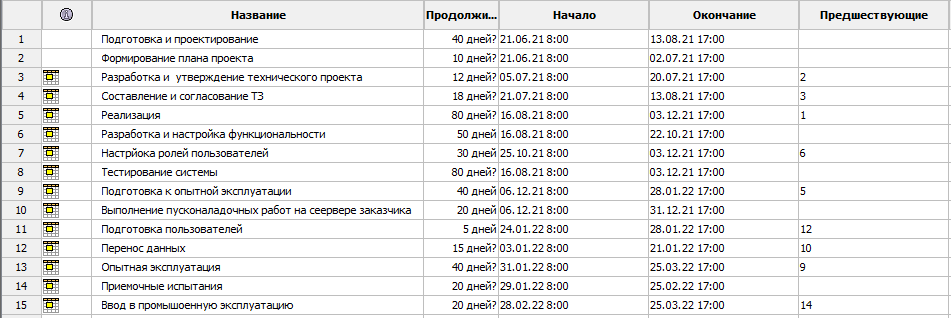 Название Продолжи... Начало Окончание Предшествующие
1 Подготовка и проектирование 40 дней? 21.06.21 8:00 13.08.21 17:00
2 Формирование плана проекта 10 дней? 21.06.21 8:00 02.07.21 17:00
3 Разработка и утверждение технического проекта 12 дней? 05.07.21 8:00 20.07.21 17:00 2
4 Составление и согласование ТЗ 18 дней? 21.07.21 8:00 13.08.21 17:00 3
5 Реализация 80 дней? 16.08.21 8:00 03.12.21 17:00 1
6 Разработка и настройка функциональности 50 дней 16.08.21 8:00 22.10.21 17:00
7 Настрйока ролей пользователей 30 дней 25.10.21 8:00 03.12.21 17:00 6
8 Тестирование системы 80 дней? 16.08.21 8:00 03.12.21 17:00
9 Подготовка к опытной эксплуатации 40 дней 06.12.21 8:00 28.01.22 17:00 5
10 Выполнение пусконаладочных работ на сеервере заказчика 20 дней 06.12.21 8:00 31.12.21 17:00
11 Подготовка пользователей 5 дней 24.01.22 8:00 28.01.22 17:00 12
12 Перенос данных 15 дней? 03.01.22 8:00 21.01.22 17:00 10
13 Опытная эксплуатация 40 дней? 31.01.22 8:00 25.03.22 17:00 9
14 Приемочные испытания 20 дней? 29.01.22 8:00 25.02.22 17:00
15 Ввод в промышоенную эксплуатацию 20 дней? 28.02.22 8:00 25.03.22 17:00 14